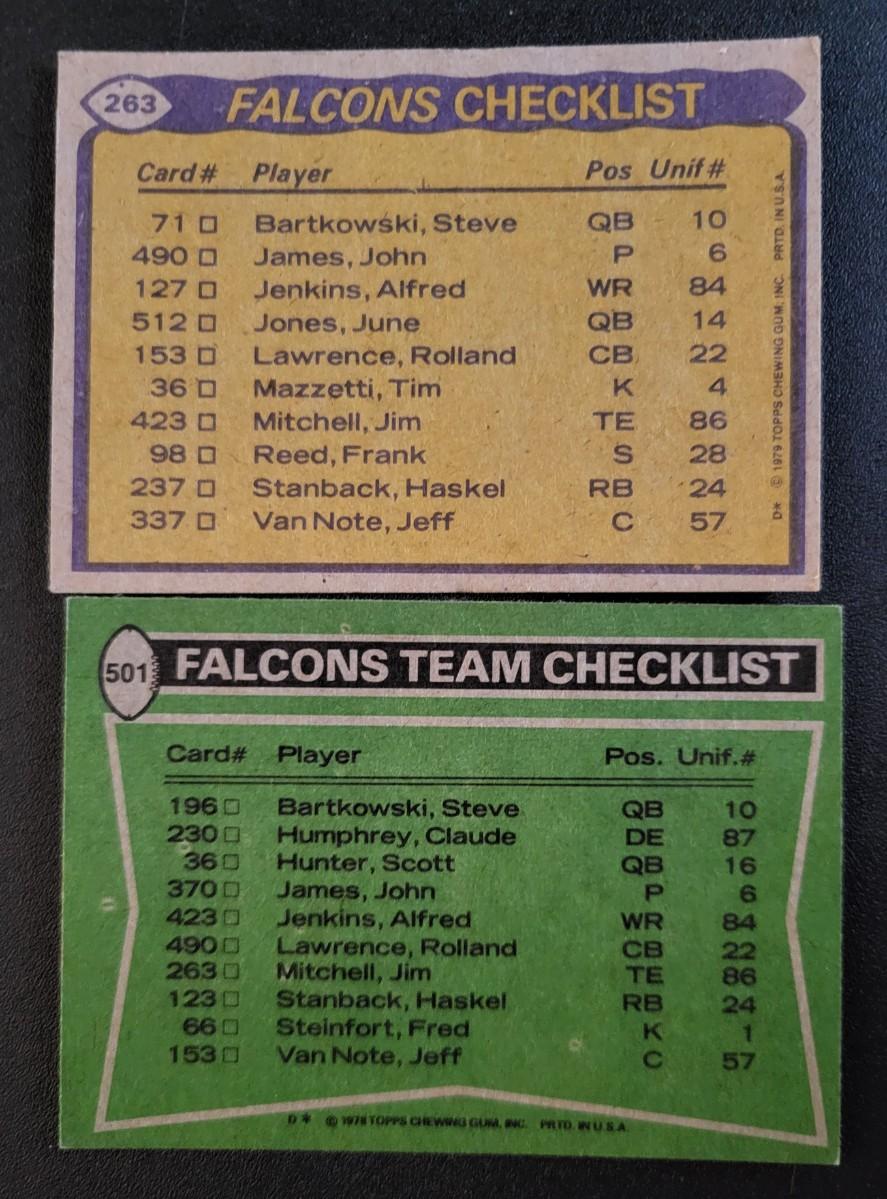 263 FALCONS CHECKLIST
Card # Player Pos Unif #
71 Bartkowski, Steve QB 10
490 James, John P 6
127 Jenkins, Alfred WR 84
512 Jones, June QB 14
153 Lawrence, Rolland CB 22
36 Mazzetti, Tim K 4
423 Mitchell, Jim TE 86
98 Reed, Frank S 28
237 Stanback, Haskel RB 24
337 Van Note, Jeff C 57
D* © 1979 TOPPS CHEWING GUM, INC. PRTD. IN U.S.A.
501 FALCONS TEAM CHECKLIST
Card# Player Pos. Unif.#
196 Bartkowski, Steve QB 10
230 Humphrey, Claude DE 87
36 Hunter, Scott QB 16
370 James, John P 6
423 Jenkins, Alfred WR 84
490 Lawrence, Rolland CB 22
263 Mitchell, Jim TE 86
123 Stanback, Haskel RB 24
66 Steinfort, Fred K 1
153 Van Note, Jeff C 57
D* © 1978 TOPPS CHEWING GUM, INC. PRTD. IN U.S.A.